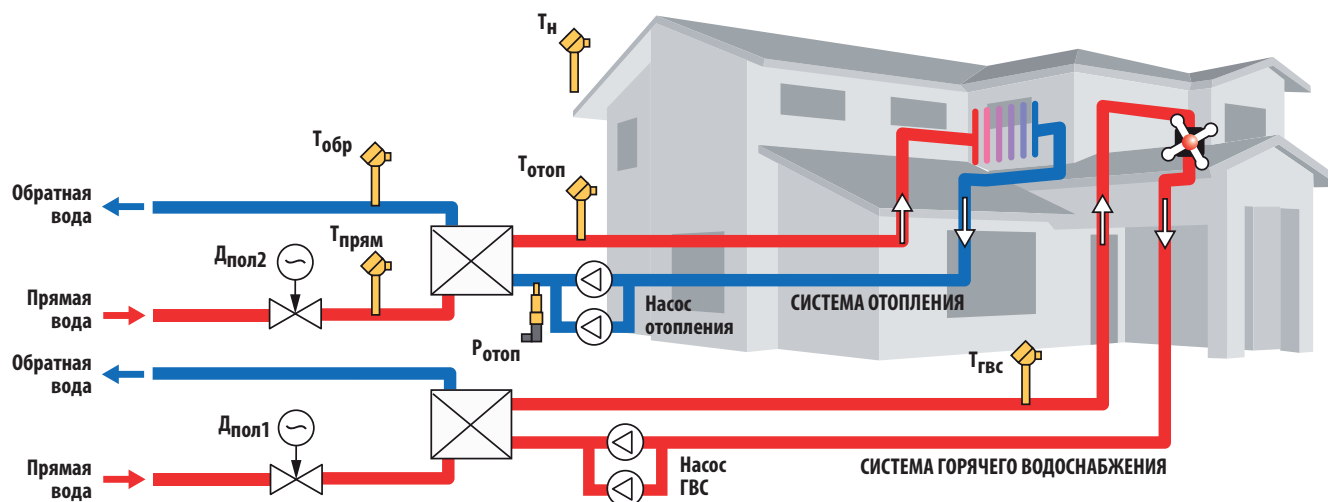 Тн
Тобр
Обратная
вода
Тотоп
Тпрям
Дпол2
Прямая
вода
Насос
отопления
СИСТЕМА ОТОПЛЕНИЯ
Ротоп
Обратная
вода
Тгвс
Дпол1
Прямая
вода
Насос
ГВС
СИСТЕМА ГОРЯЧЕГО ВОДОСНАБЖЕНИЯ